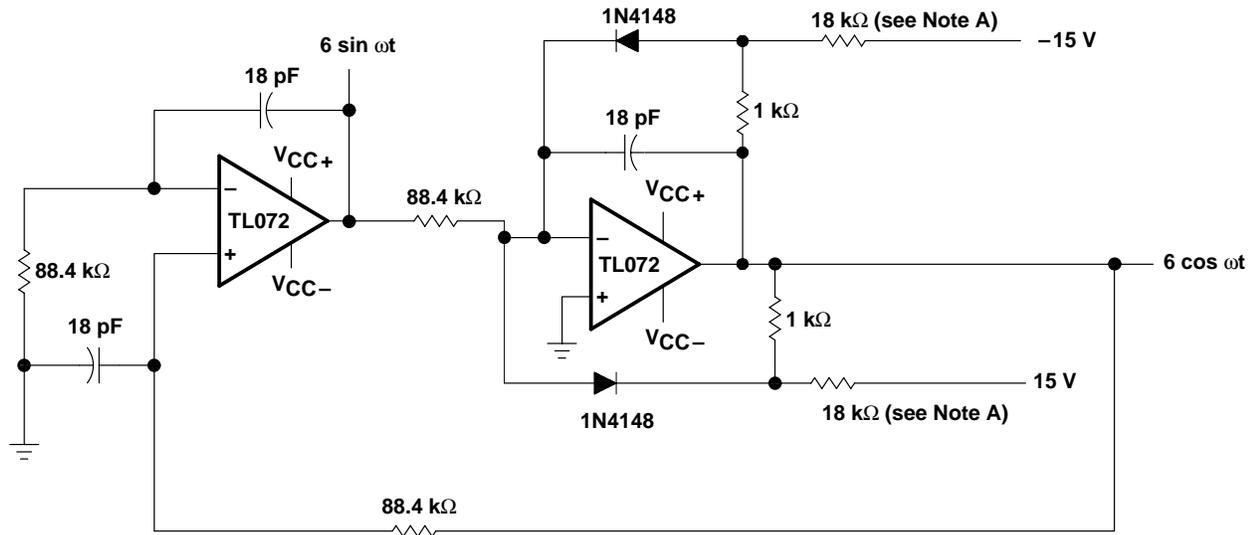 1N4148
18 kΩ (see Note A)
−15 V
6 sin ωt
18 pF
1 kΩ
18 pF
VCC+
88.4 kΩ
VCC+
−
TL072
+
−
TL072
+
6 cos ωt
88.4 kΩ
VCC−
18 pF
1 kΩ
VCC−
15 V
1N4148
18 kΩ (see Note A)
88.4 kΩ